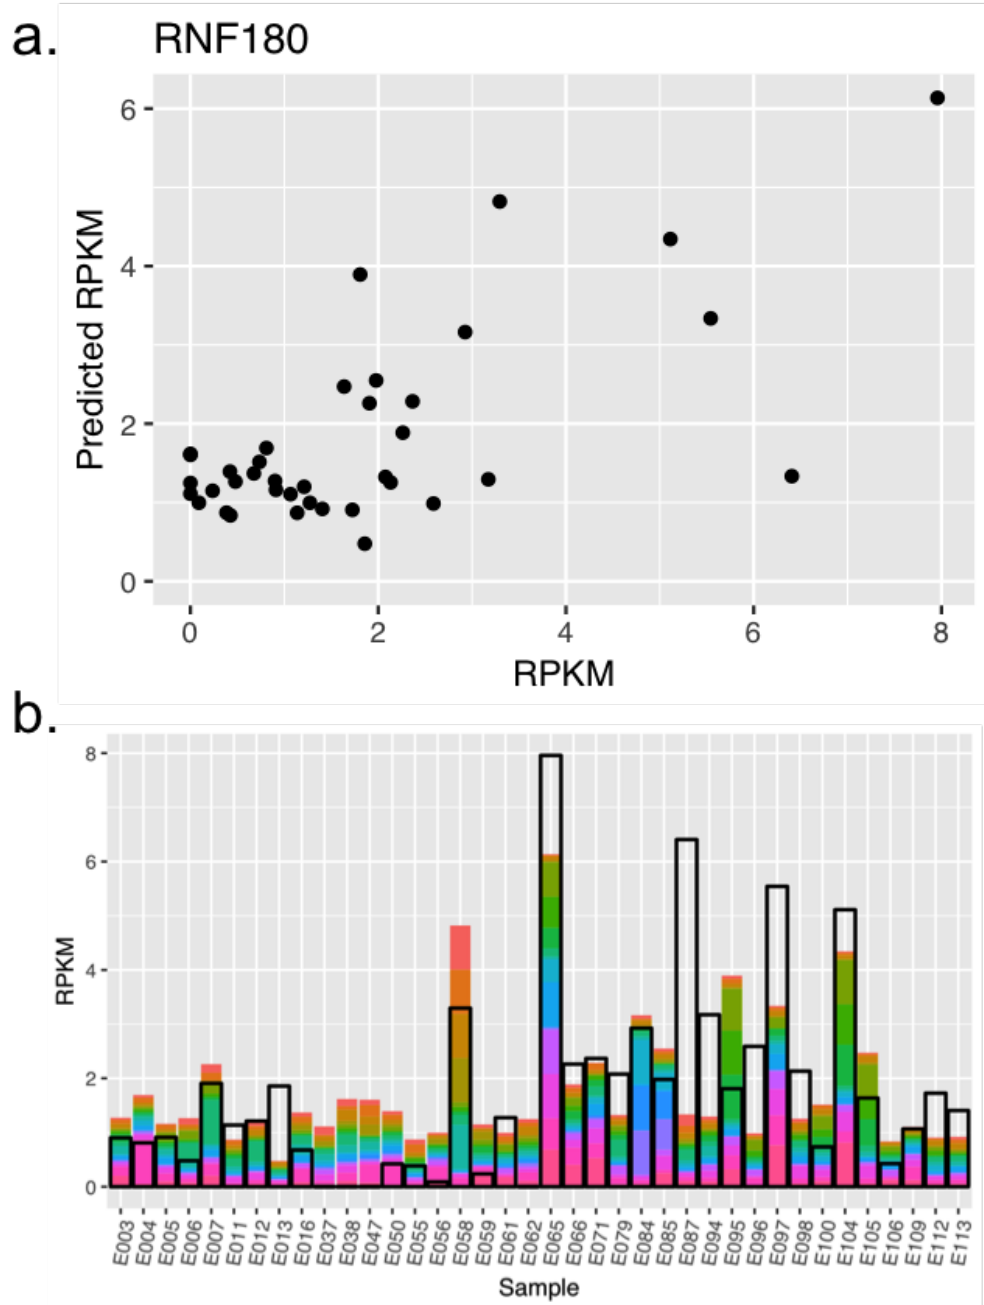 a.
RNF180
6
4
2
0
Predicted RPKM
0 2 4 6 8
RPKM
b.
8
6
4
2
0
RPKM
E003 E004 E005 E006 E007 E011 E012 E013 E016 E037 E038 E047 E050 E055 E056 E058 E059 E061 E062 E065 E066 E071 E079 E084 E085 E087 E094 E095 E096 E097 E098 E100 E104 E105 E106 E109 E112 E113
Sample